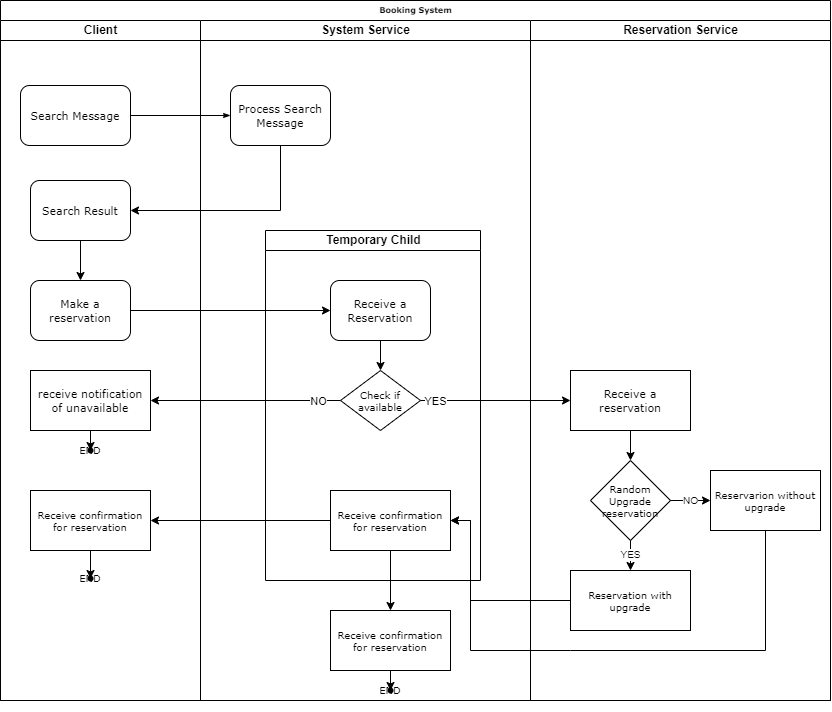 Booking System
Client
System Service
Reservation Service
Search Message
Process Search
Message
Search Result
Temporary Child
Make a
reservation
Receive a
Reservation
receive notification
of unavailable
NO
Check if
available
YES
Receive a
reservation
END
Random
Upgrade
reservation
NO
Reservarion without
upgrade
Receive confirmation
for reservation
Receive confirmation
for reservation
YES
END
Reservation with
upgrade
Receive confirmation
for reservation
END